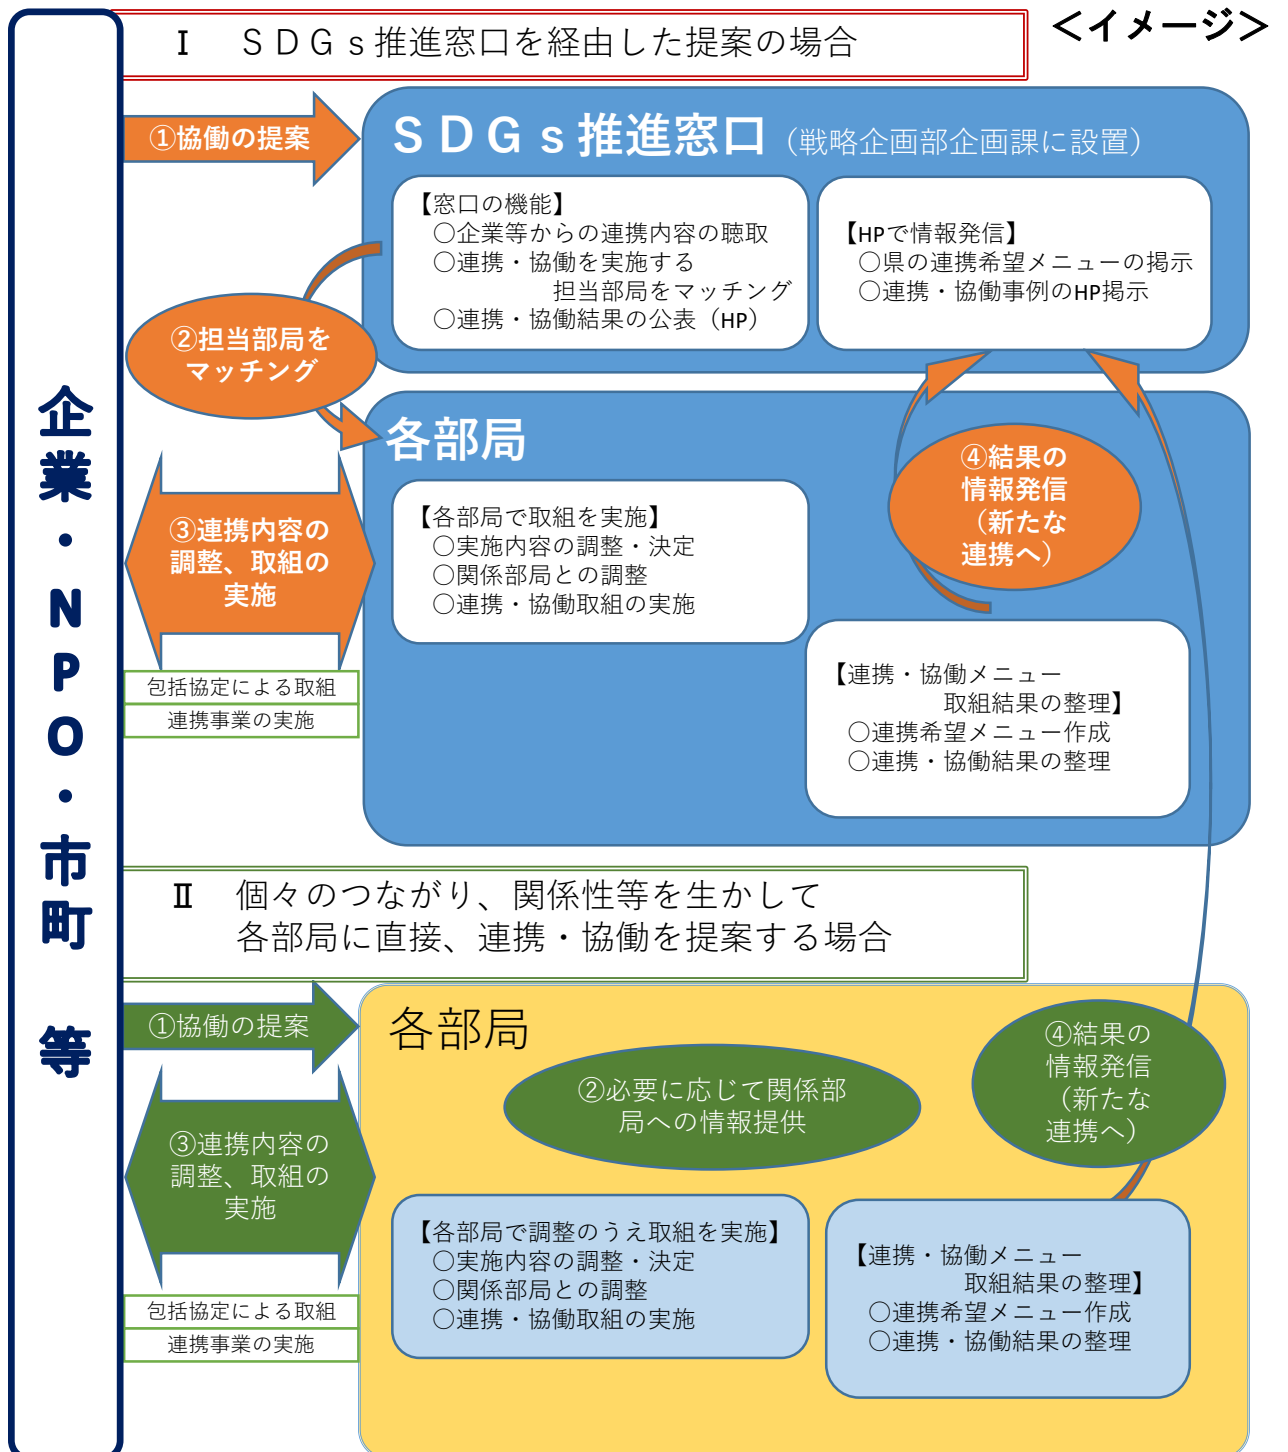 ＜イメージ＞
Ⅰ　ＳＤＧｓ推進窓口を経由した提案の場合
企業・ＮＰＯ・市町　等
①協働の提案
ＳＤＧｓ推進窓口（戦略企画部企画課に設置）
【窓口の機能】
○企業等からの連携内容の聴取
○連携・協働を実施する
担当部局をマッチング
○連携・協働結果の公表（HP）
【HPで情報発信】
○県の連携希望メニューの掲示
○連携・協働事例のHP掲示
②担当部局を
マッチング
各部局
【各部局で取組を実施】
○実施内容の調整・決定
○関係部局との調整
○連携・協働取組の実施
③連携内容の
調整、取組の
実施
包括協定による取組
連携事業の実施
④結果の
情報発信
（新たな
連携へ）
【連携・協働メニュー
取組結果の整理】
○連携希望メニュー作成
○連携・協働結果の整理
Ⅱ　個々のつながり、関係性等を生かして
各部局に直接、連携・協働を提案する場合
①協働の提案
各部局
②必要に応じて関係部
局への情報提供
④結果の
情報発信
（新たな
連携へ）
③連携内容の
調整、取組の
実施
包括協定による取組
連携事業の実施
【各部局で調整のうえ取組を実施】
○実施内容の調整・決定
○関係部局との調整
○連携・協働取組の実施
【連携・協働メニュー
取組結果の整理】
○連携希望メニュー作成
○連携・協働結果の整理